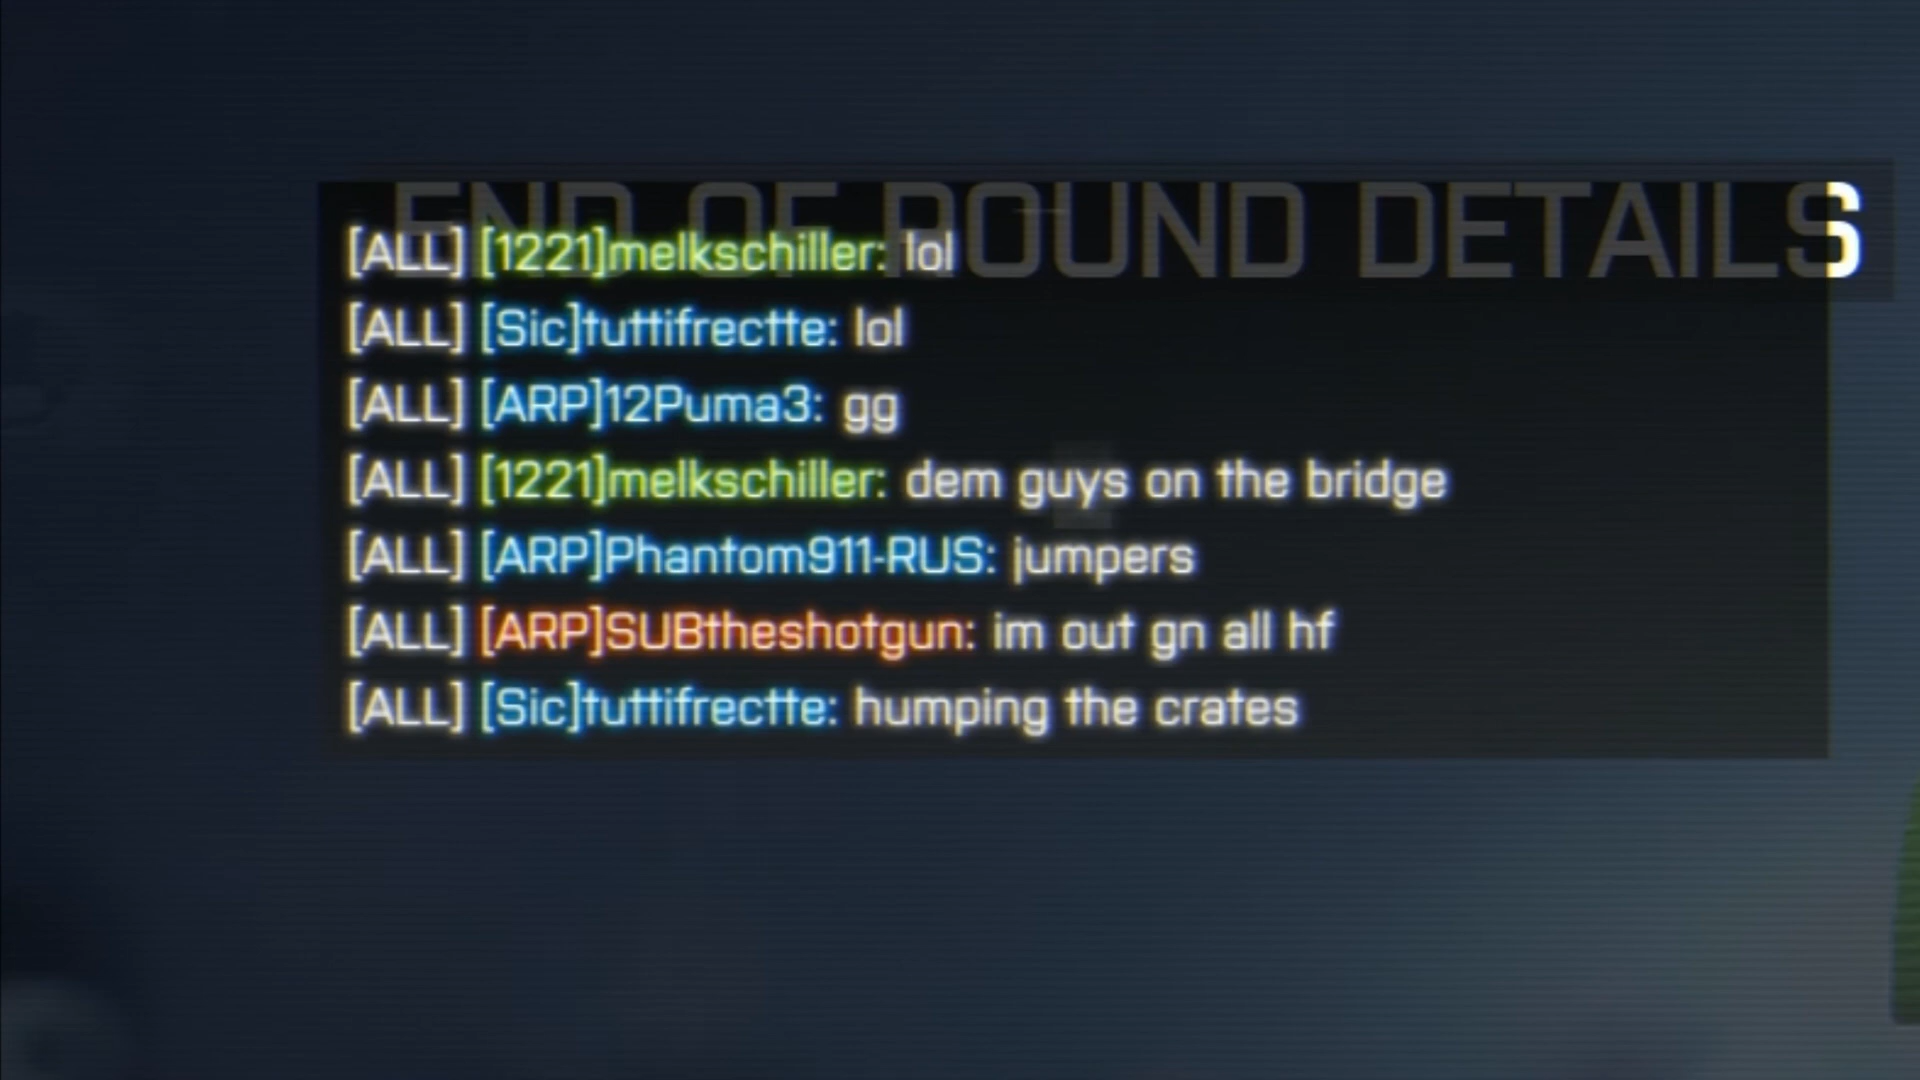 END OF ROUND DETAILS
[ALL] [1221]melkschiller: lol
[ALL] [Sic]tuttifrectte: lol
[ALL] [ARP]12Puma3: gg
[ALL] [1221]melkschiller: dem guys on the bridge
[ALL] [ARP]Phantom911-RUS: jumpers
[ALL] [ARP]SUBtheshotgun: im out gn all hf
[ALL] [Sic]tuttifrectte: humping the crates